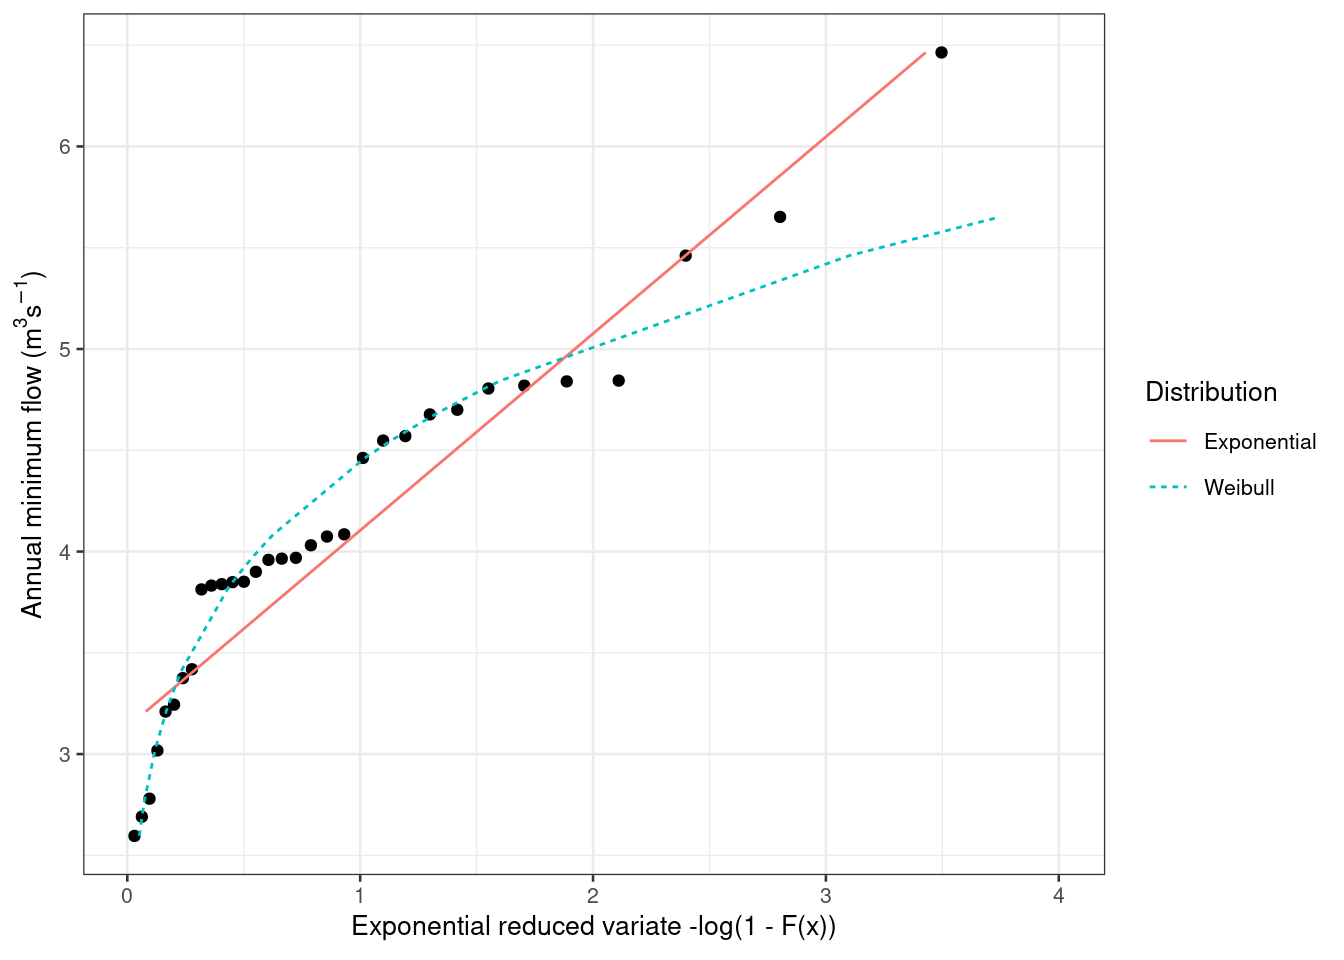 6
5
4
3
Annual minimum flow (m³s⁻¹)
0 1 2 3 4
Exponential reduced variate -log(1 - F(x))
Distribution
Exponential
Weibull